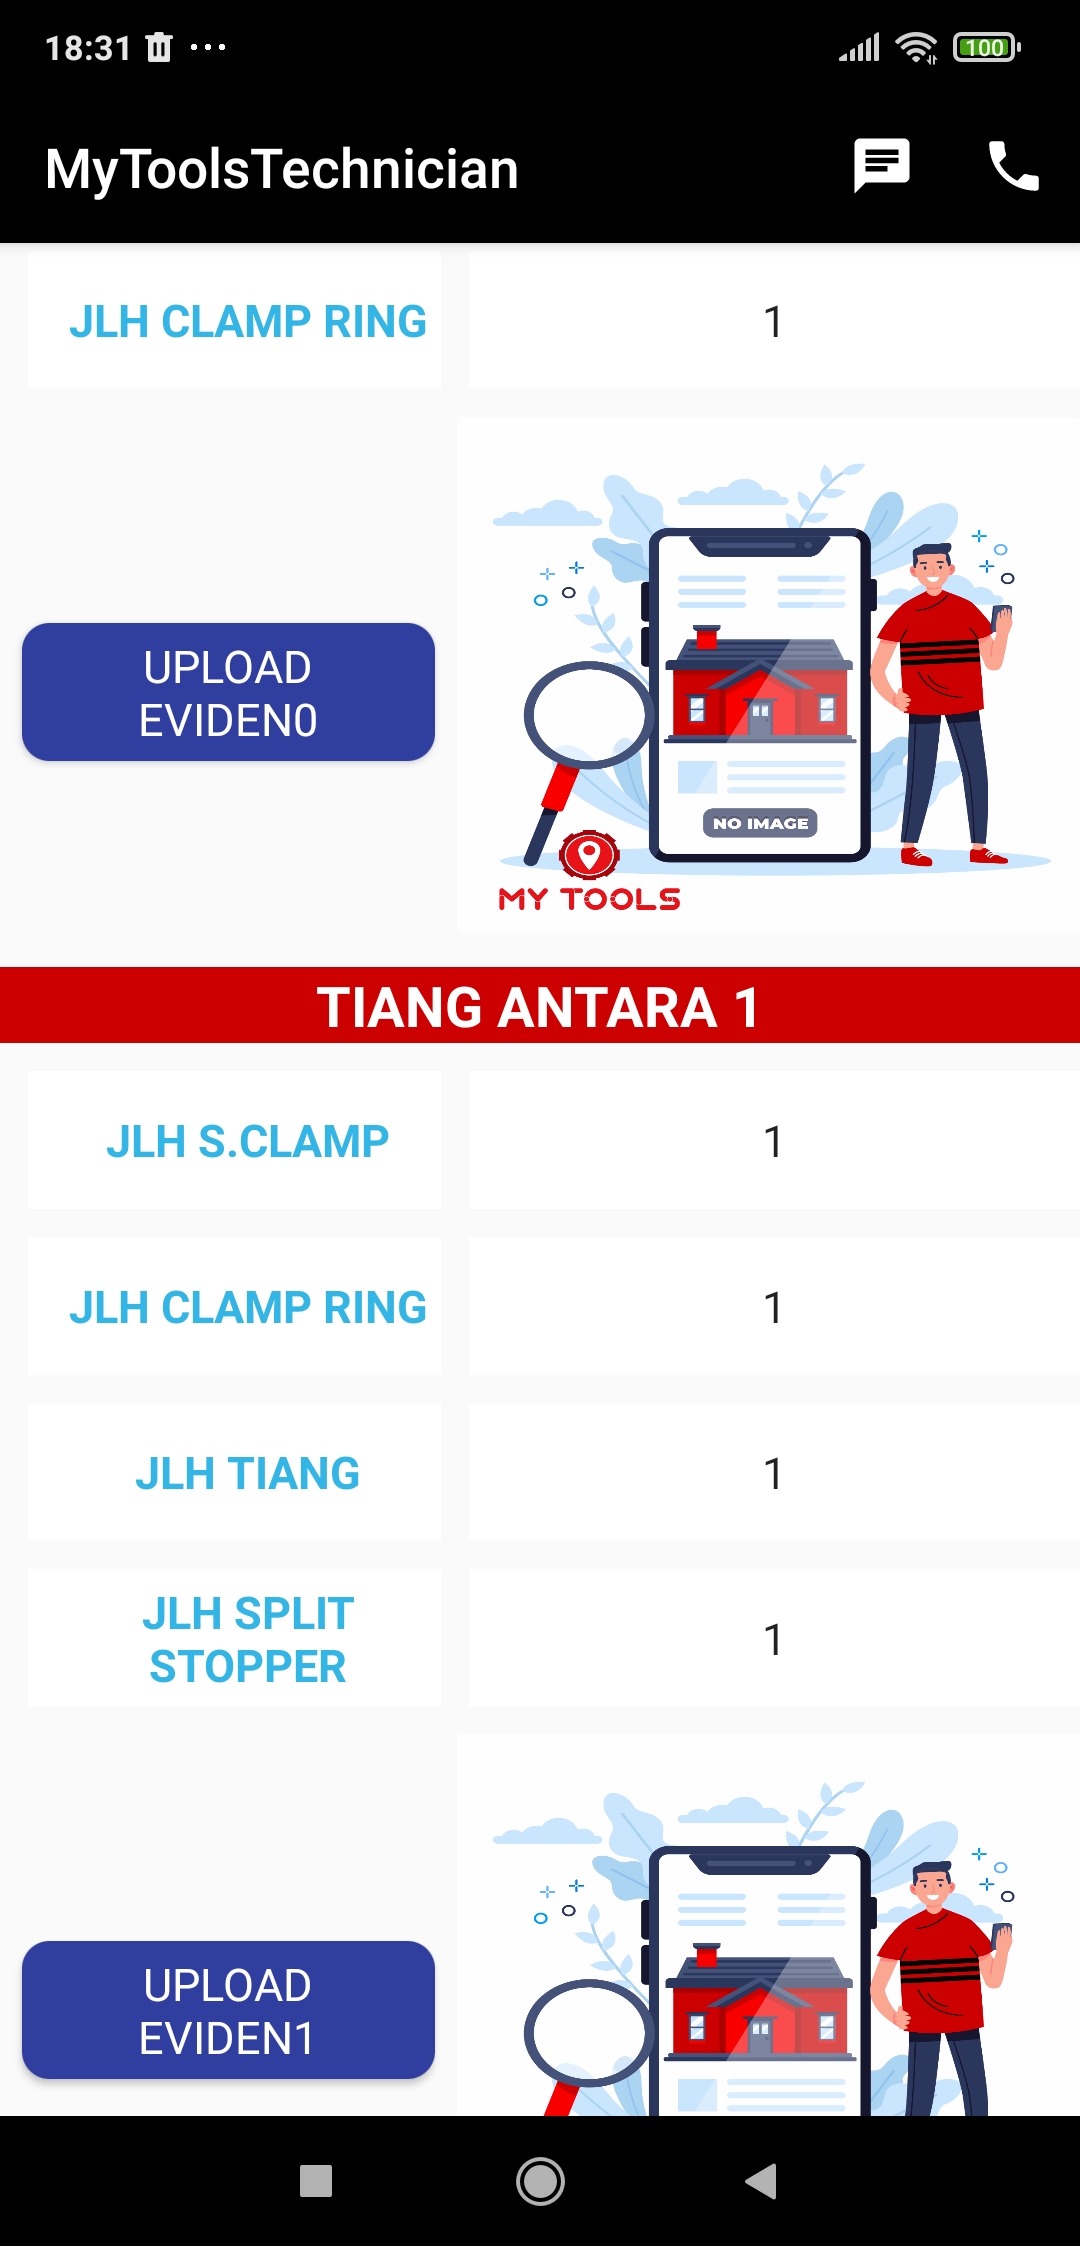 18:31
100
MyToolsTechnician
JLH CLAMP RING
1
UPLOAD
EVIDEN0
NO IMAGE
MY TOOLS
TIANG ANTARA 1
JLH S.CLAMP
1
JLH CLAMP RING
1
JLH TIANG
1
JLH SPLIT
STOPPER
1
UPLOAD
EVIDEN1